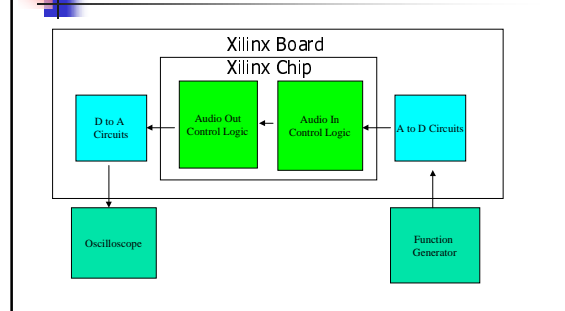 Xilinx Board
Xilinx Chip
D to A
Circuits
Audio Out
Control Logic
Audio In
Control Logic
A to D Circuits
Oscilloscope
Function
Generator